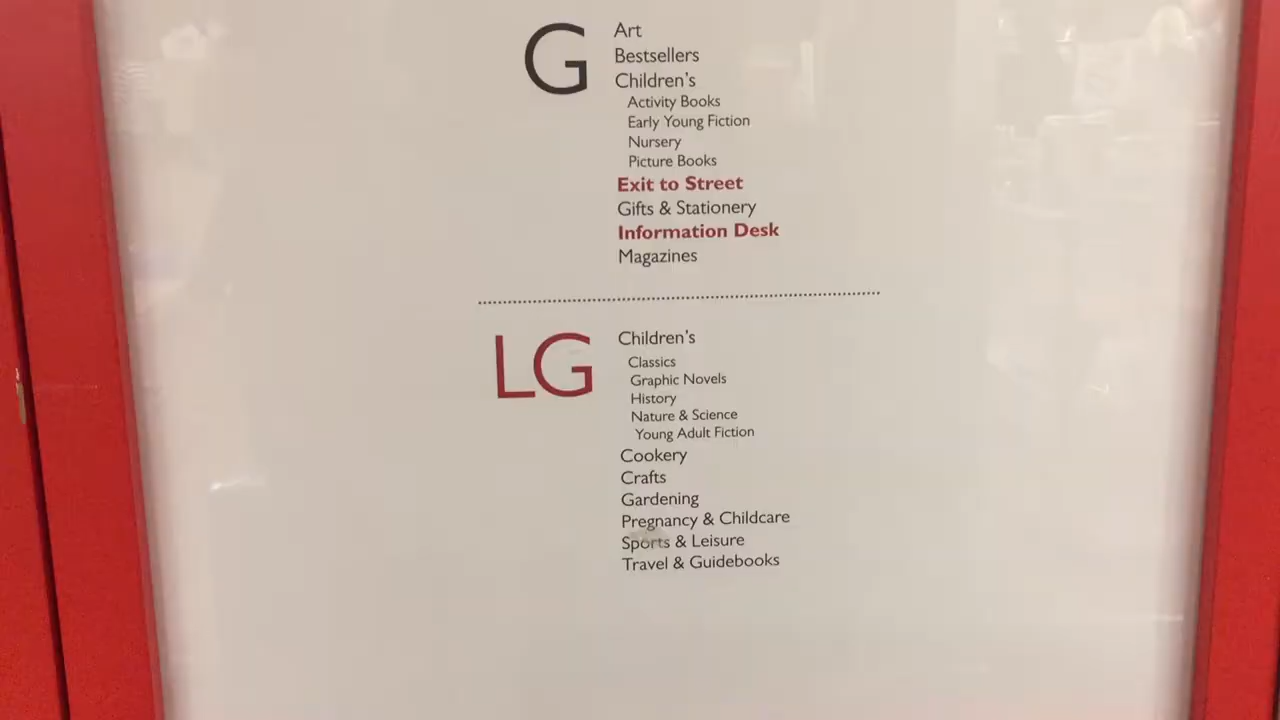 G
Art
Bestsellers
Children's
Activity Books
Early Young Fiction
Nursery
Picture Books
Exit to Street
Gifts & Stationery
Information Desk
Magazines
LG
Children's
Classics
Graphic Novels
History
Nature & Science
Young Adult Fiction
Cookery
Crafts
Gardening
Pregnancy & Childcare
Sports & Leisure
Travel & Guidebooks